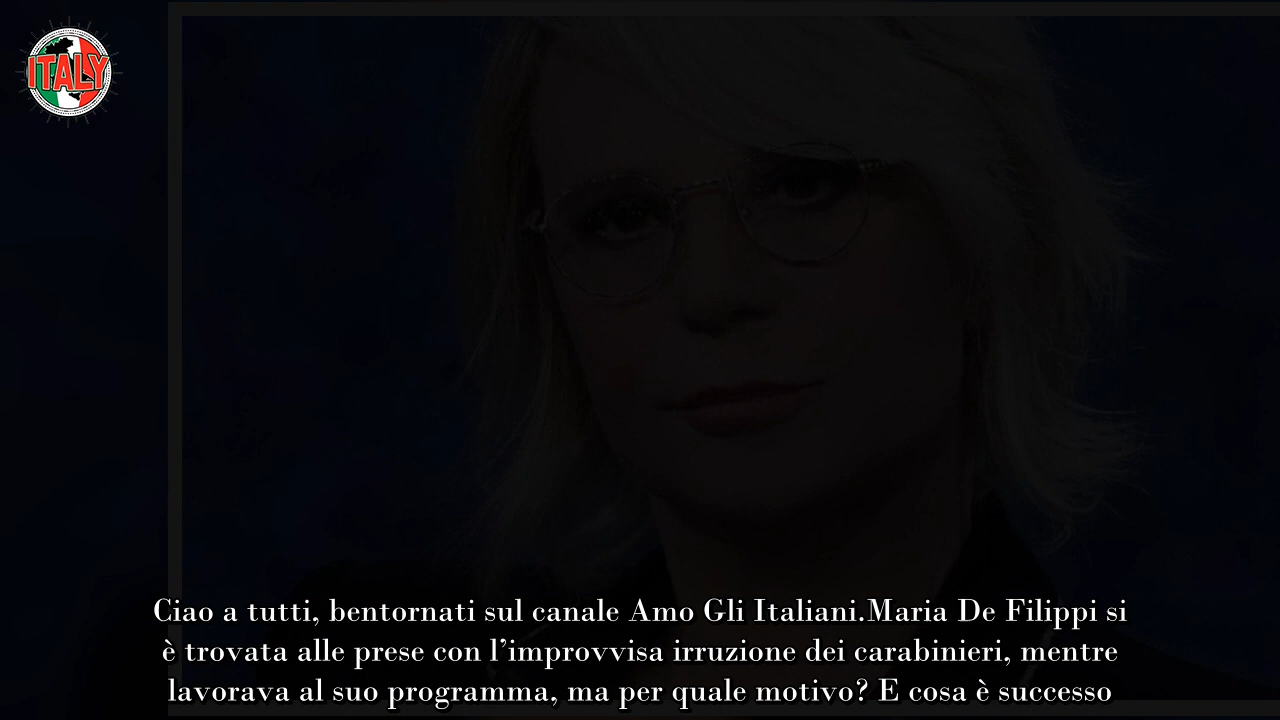 ITALY
Ciao a tutti, bentornati sul canale Amo Gli Italiani.Maria De Filippi si
è trovata alle prese con l’improvvisa irruzione dei carabinieri, mentre
lavorava al suo programma, ma per quale motivo? E cosa è successo